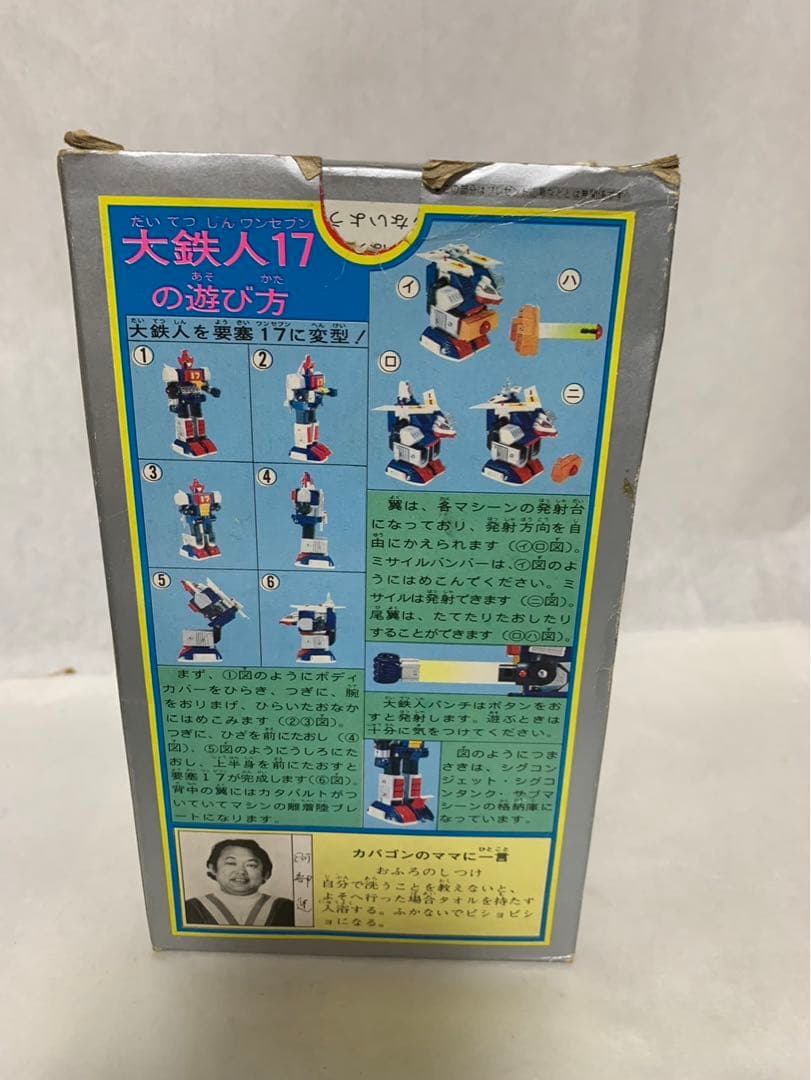 ないよう
大鉄人17
の遊び方
大鉄人を要塞17に変型!
①
②
③
④
⑤
⑥
まず、①図のようにボディ
カバーをひらき、つぎに、腕
をおりまげ、ひらいたおなか
にはめこみます(②③図)。
つぎに、ひざを前にたおし(④
図)、⑤図のようにうしろにた
おし、上半身を前にたおすと
要塞17が完成します(⑥図)。
背中の翼にはカタパルトが
ついていてマシンの離着陸プレ
ートになります。
イ
ハ
ロ
ニ
翼は、各マシーンの発射台
になっており、発射方向を自
由にかえられます(イロ図)。
ミサイルバンパーは、イ図のよ
うにはめこんでください。ミ
サイルは発射できます(ニ図)。
尾翼は、たてたりたおしたり
することができます(ロハ図)。
大鉄人パンチはボタンをお
すと発射します。遊ぶときは
十分に気をつけてください。
図のようにつま
さきは、シグコン
ジェット・シグコ
ンタンク・サブマ
シーンの格納庫に
なっています。
阿部進
カバゴンのママに一言
おふろのしつけ
自分で洗うことを教えないと、
よそへ行った場合タオルを持たず
入浴する。ふかないでビショビシ
ョになる。